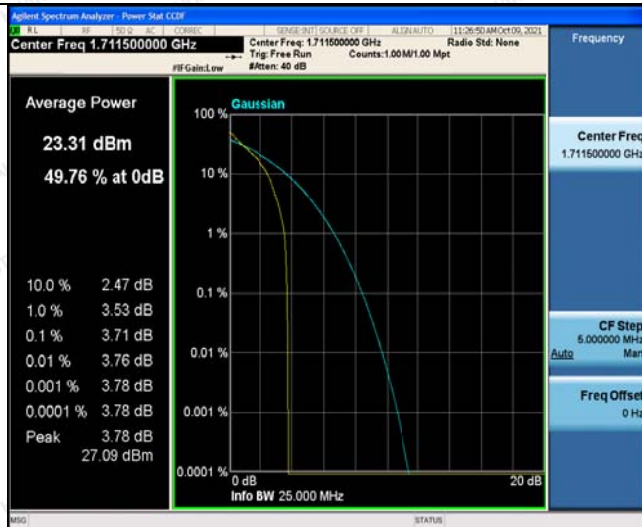 Agilent Spectrum Analyzer - Power Stat CCDF
RL RF 50 Ω AC CORREC SENSE:INT SOURCE OFF ALIGN AUTO 11:26:50 AM Oct 09, 2021
Center Freq 1.711500000 GHz
Center Freq: 1.711500000 GHz Radio Std: None
Trig: Free Run Counts:1.00 M/1.00 Mpt
#IFGain:Low #Atten: 40 dB
Frequency
Average Power
23.31 dBm
49.76 % at 0dB
10.0 % 2.47 dB
1.0 % 3.53 dB
0.1 % 3.71 dB
0.01 % 3.76 dB
0.001 % 3.78 dB
0.0001 % 3.78 dB
Peak 3.78 dB
27.09 dBm
Gaussian
100 %
10 %
1 %
0.1 %
0.01 %
0.001 %
0.0001 %
0 dB 20 dB
Info BW 25.000 MHz
Center Freq
1.711500000 GHz
CF Step
5.000000 MHz
Auto Man
Freq Offset
0 Hz
MSG STATUS